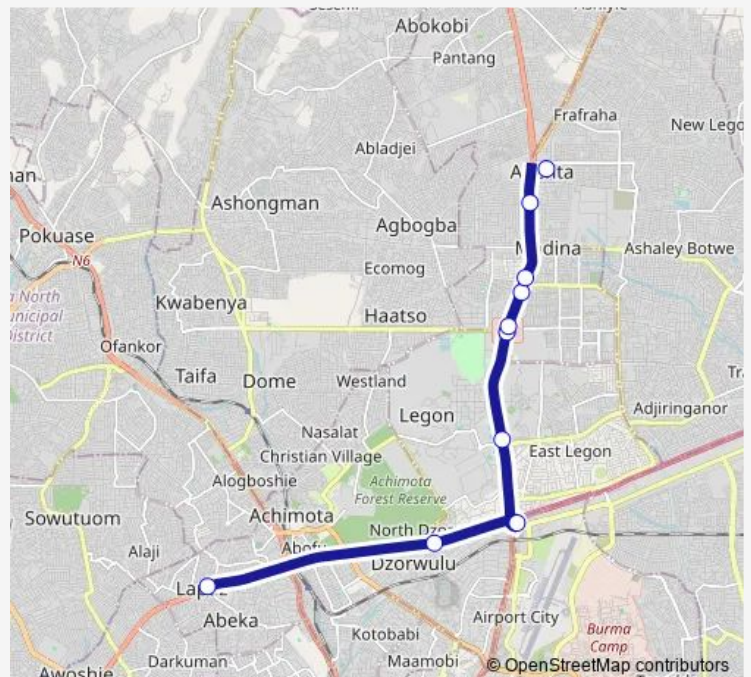 Abokobi
Pantang
Frafraha
New Lego
Abladjei
Ashongman
Agbogba
Pokuase
N6
Ecomog
Ashaley Botwe
Kwabenya
Haatso
Ofankor
Taifa
Dome
Westland
Legon
Adjiringanor
Nasalat
Christian Village
East Legon
Alogboshie
Achimota
Forest Reserve
Sowutuom
Achimota
North Dzo
Alaji
Abofu
Dzorwulu
Abeka
Airport City
Burma
Camp
Kotobabi
Darkuman
Maamobi
Awoshie
© OpenStreetMap contributors